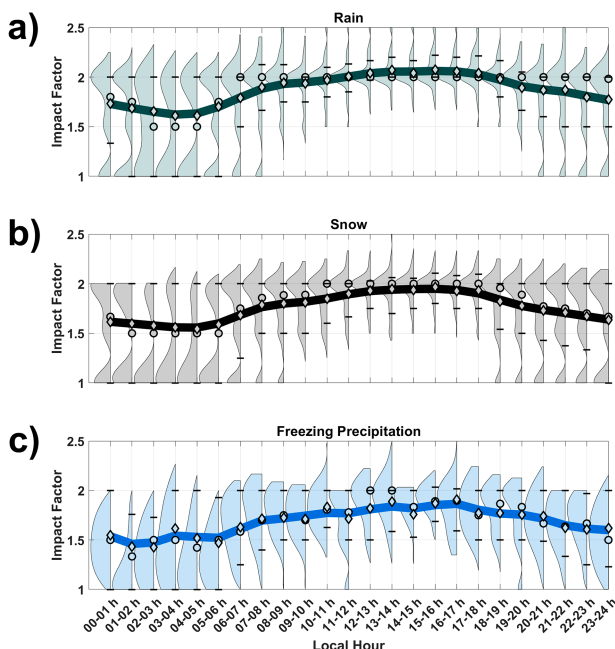 a)
Rain
Impact Factor
2.5
2
1.5
1
b)
Snow
Impact Factor
2.5
2
1.5
1
c)
Freezing Precipitation
Impact Factor
2.5
2
1.5
1
00-01 h
01-02 h
02-03 h
03-04 h
04-05 h
05-06 h
06-07 h
07-08 h
08-09 h
09-10 h
10-11 h
11-12 h
12-13 h
13-14 h
14-15 h
15-16 h
16-17 h
17-18 h
18-19 h
19-20 h
20-21 h
21-22 h
22-23 h
23-24 h
Local Hour